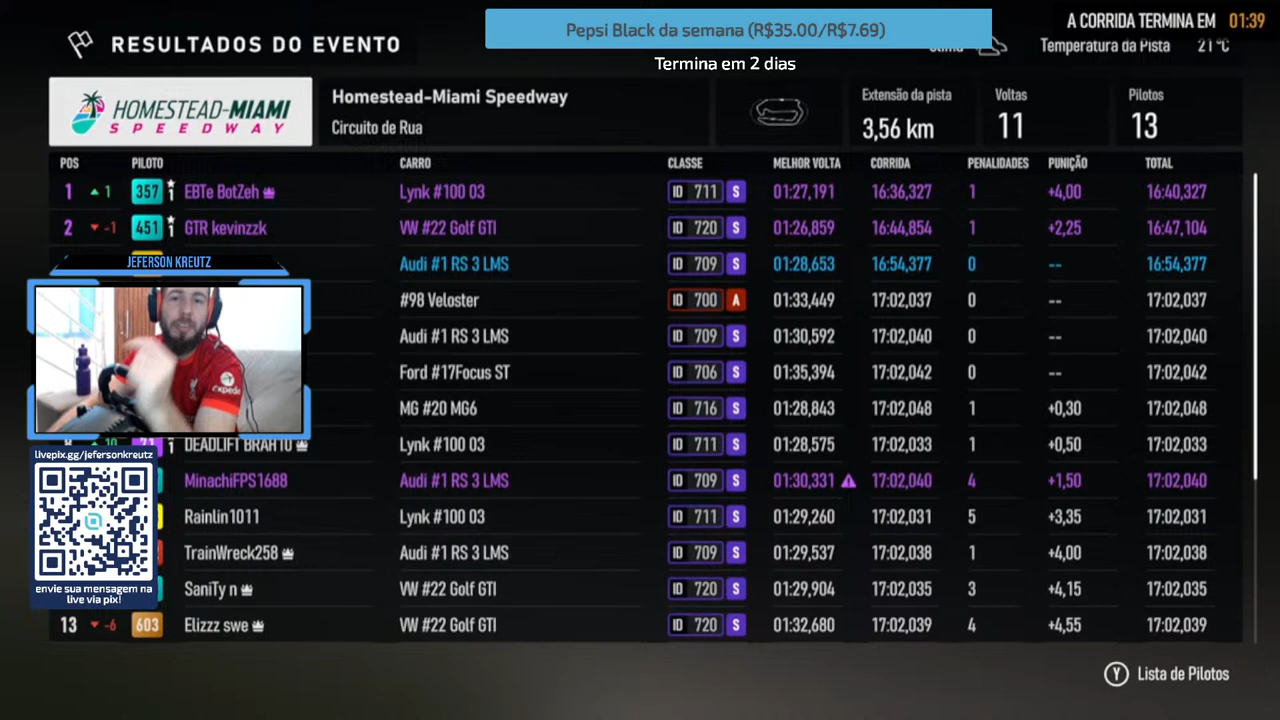 Pepsi Black da semana (R$35.00/R$7.69)
Termina em 2 dias
A CORRIDA TERMINA EM 01:39
RESULTADOS DO EVENTO
Temperatura da Pista 21 °C
HOMESTEAD-MIAMI
SPEEDWAY
Homestead-Miami Speedway
Circuito de Rua
Extensão da pista
3,56 km
Voltas
11
Pilotos
13
POS PILOTO CARRO CLASSE MELHOR VOLTA CORRIDA PENALIDADES PUNIÇÃO TOTAL
1 1 357 1 EBTe BotZeh Lynk #100 03 ID 711 S 01:27,191 16:36,327 1 +4,00 16:40,327
2 -1 451 1 GTR kevinzzk VW #22 Golf GTI ID 720 S 01:26,859 16:44,854 1 +2,25 16:47,104
JEFERSON KREUTZ
Audi #1 RS 3 LMS ID 709 S 01:28,653 16:54,377 0 -- 16:54,377
#98 Veloster ID 700 A 01:33,449 17:02,037 0 -- 17:02,037
Audi #1 RS 3 LMS ID 709 S 01:30,592 17:02,040 0 -- 17:02,040
Ford #17Focus ST ID 706 S 01:35,394 17:02,042 0 -- 17:02,042
MG #20 MG6 ID 716 S 01:28,843 17:02,048 1 +0,30 17:02,048
DEADLIFT BRAH10 Lynk #100 03 ID 711 S 01:28,575 17:02,033 1 +0,50 17:02,033
MinachiFPS1688 Audi #1 RS 3 LMS ID 709 S 01:30,331 17:02,040 4 +1,50 17:02,040
Rainlin1011 Lynk #100 03 ID 711 S 01:29,260 17:02,031 5 +3,35 17:02,031
TrainWreck258 Audi #1 RS 3 LMS ID 709 S 01:29,537 17:02,038 1 +4,00 17:02,038
SaniTy n VW #22 Golf GTI ID 720 S 01:29,904 17:02,035 3 +4,15 17:02,035
13 -6 603 Elizzz swe VW #22 Golf GTI ID 720 S 01:32,680 17:02,039 4 +4,55 17:02,039
livepix.gg/jefersonkreutz
envie sua mensagem na
live via pix!
Y Lista de Pilotos